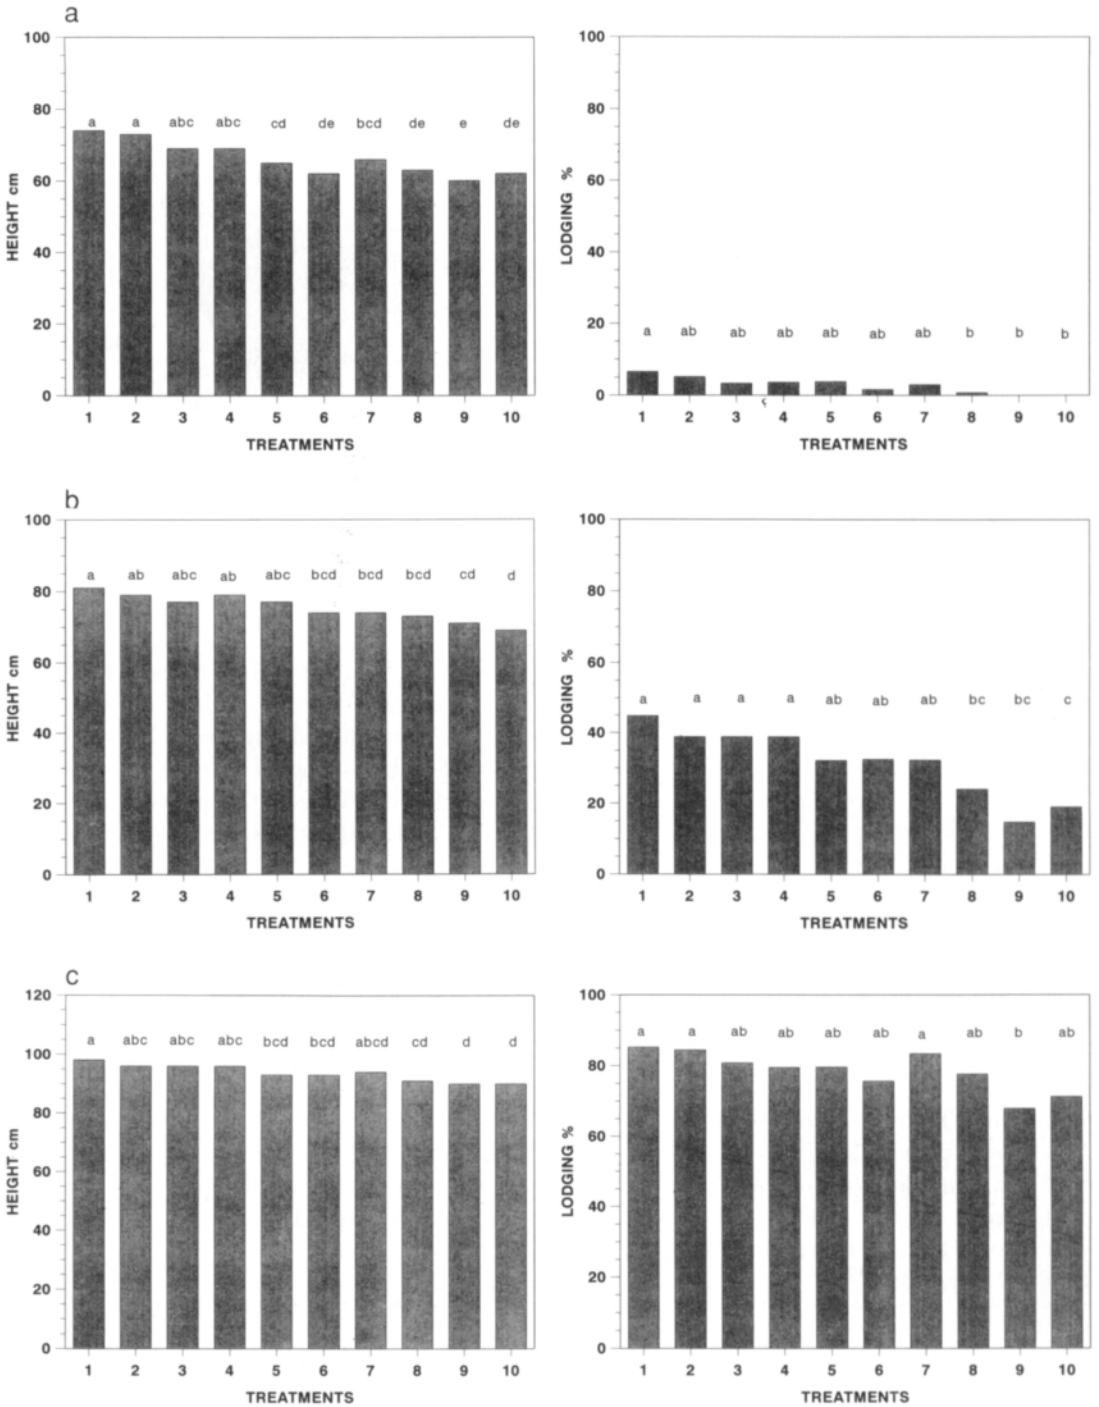 a
100
80
60
40
20
0
HEIGHT cm
a a abc abc cd de bcd de e de
1 2 3 4 5 6 7 8 9 10
TREATMENTS
100
80
60
40
20
0
LODGING %
a ab ab ab ab ab ab b b b
1 2 3 4 5 6 7 8 9 10
TREATMENTS
b
100
80
60
40
20
0
HEIGHT cm
a ab abc ab abc bcd bcd bcd cd d
1 2 3 4 5 6 7 8 9 10
TREATMENTS
100
80
60
40
20
0
LODGING %
a a a a ab ab ab bc bc c
1 2 3 4 5 6 7 8 9 10
TREATMENTS
c
120
100
80
60
40
20
0
HEIGHT cm
a abc abc abc bcd bcd abcd cd d d
1 2 3 4 5 6 7 8 9 10
TREATMENTS
100
80
60
40
20
0
LODGING %
a a ab ab ab ab a ab b ab
1 2 3 4 5 6 7 8 9 10
TREATMENTS